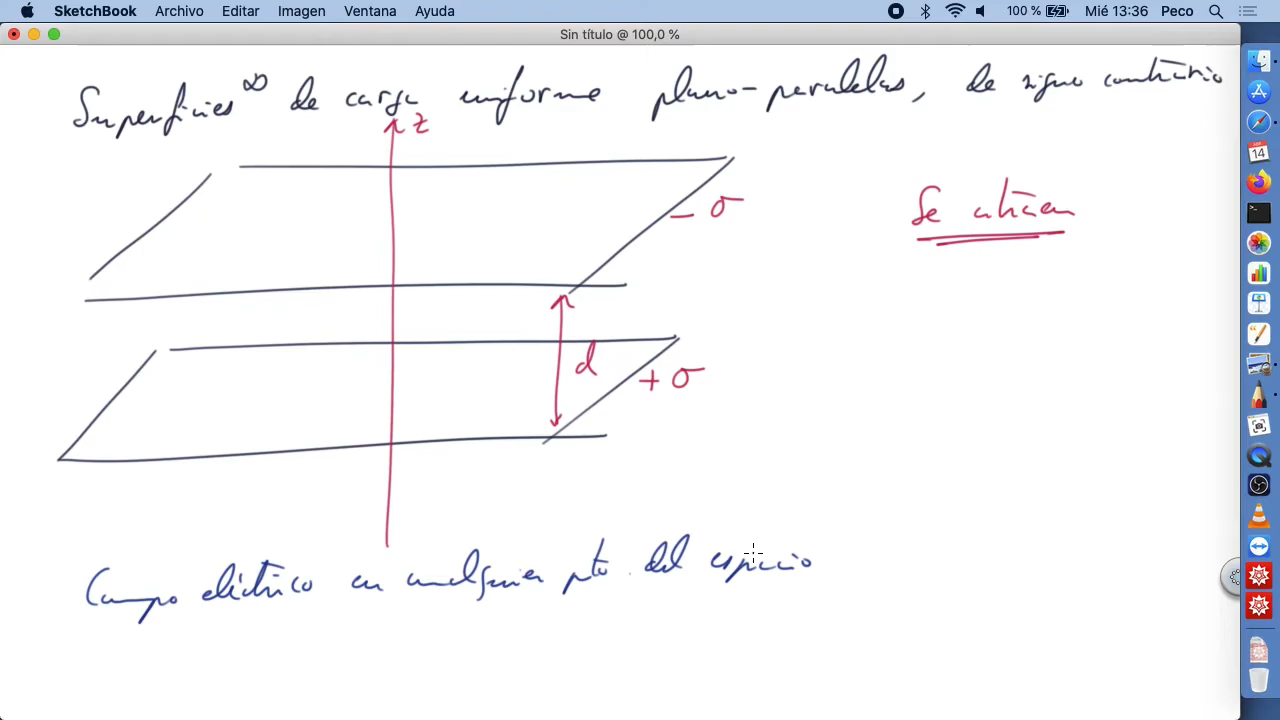 SketchBook Archivo Editar Imagen Ventana Ayuda 100 % Mié 13:36 Peco
Sin título @ 100,0 %
Superficies ∞ de carga uniforme plano-paralelas, de signo contrario
z
- σ
Se atraen
d
+ σ
Campo eléctrico en cualquier pto del espacio
14